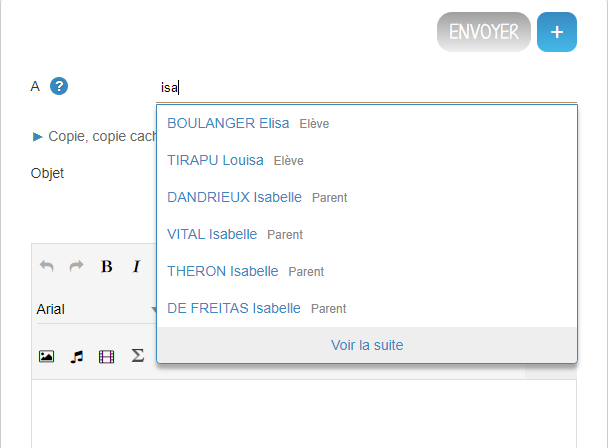 ENVOYER +
A ?
isa
BOULANGER Elisa Elève
Copie, copie cach
TIRAPU Louisa Elève
Objet
DANDRIEUX Isabelle Parent
VITAL Isabelle Parent
B I
THERON Isabelle Parent
Arial
DE FREITAS Isabelle Parent
Voir la suite
Σ